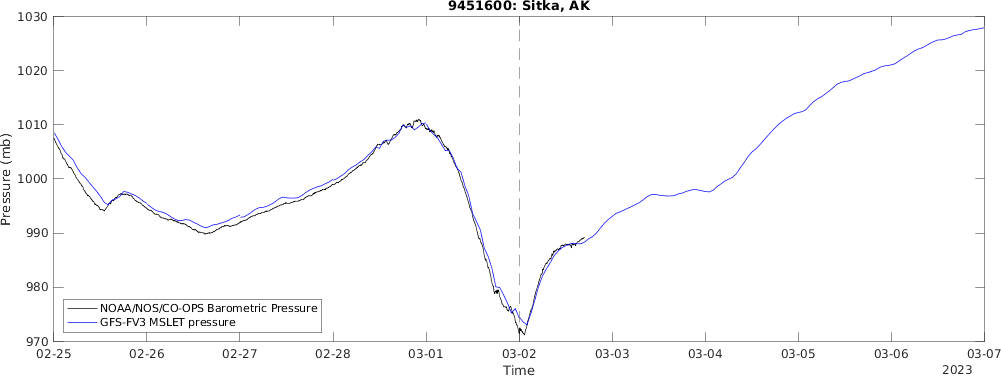 9451600: Sitka, AK
Pressure (mb)
1030
1020
1010
1000
990
980
970
NOAA/NOS/CO-OPS Barometric Pressure
GFS-FV3 MSLET pressure
02-25 02-26 02-27 02-28 03-01 03-02 03-03 03-04 03-05 03-06 03-07
Time
2023